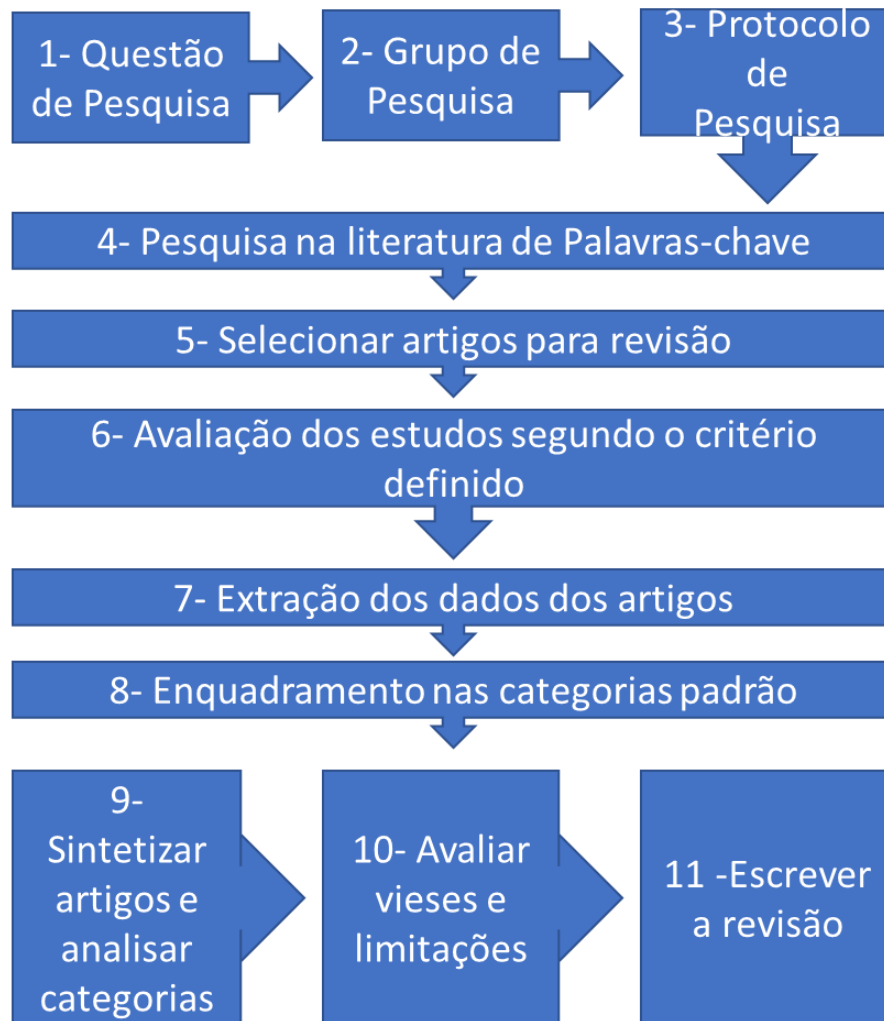 1- Questão
de Pesquisa
2- Grupo de
Pesquisa
3- Protocolo
de
Pesquisa
4- Pesquisa na literatura de Palavras-chave
5- Selecionar artigos para revisão
6- Avaliação dos estudos segundo o critério
definido
7- Extração dos dados dos artigos
8- Enquadramento nas categorias padrão
9-
Sintetizar
artigos e
analisar
categorias
10- Avaliar
vieses e
limitações
11 -Escrever
a revisão